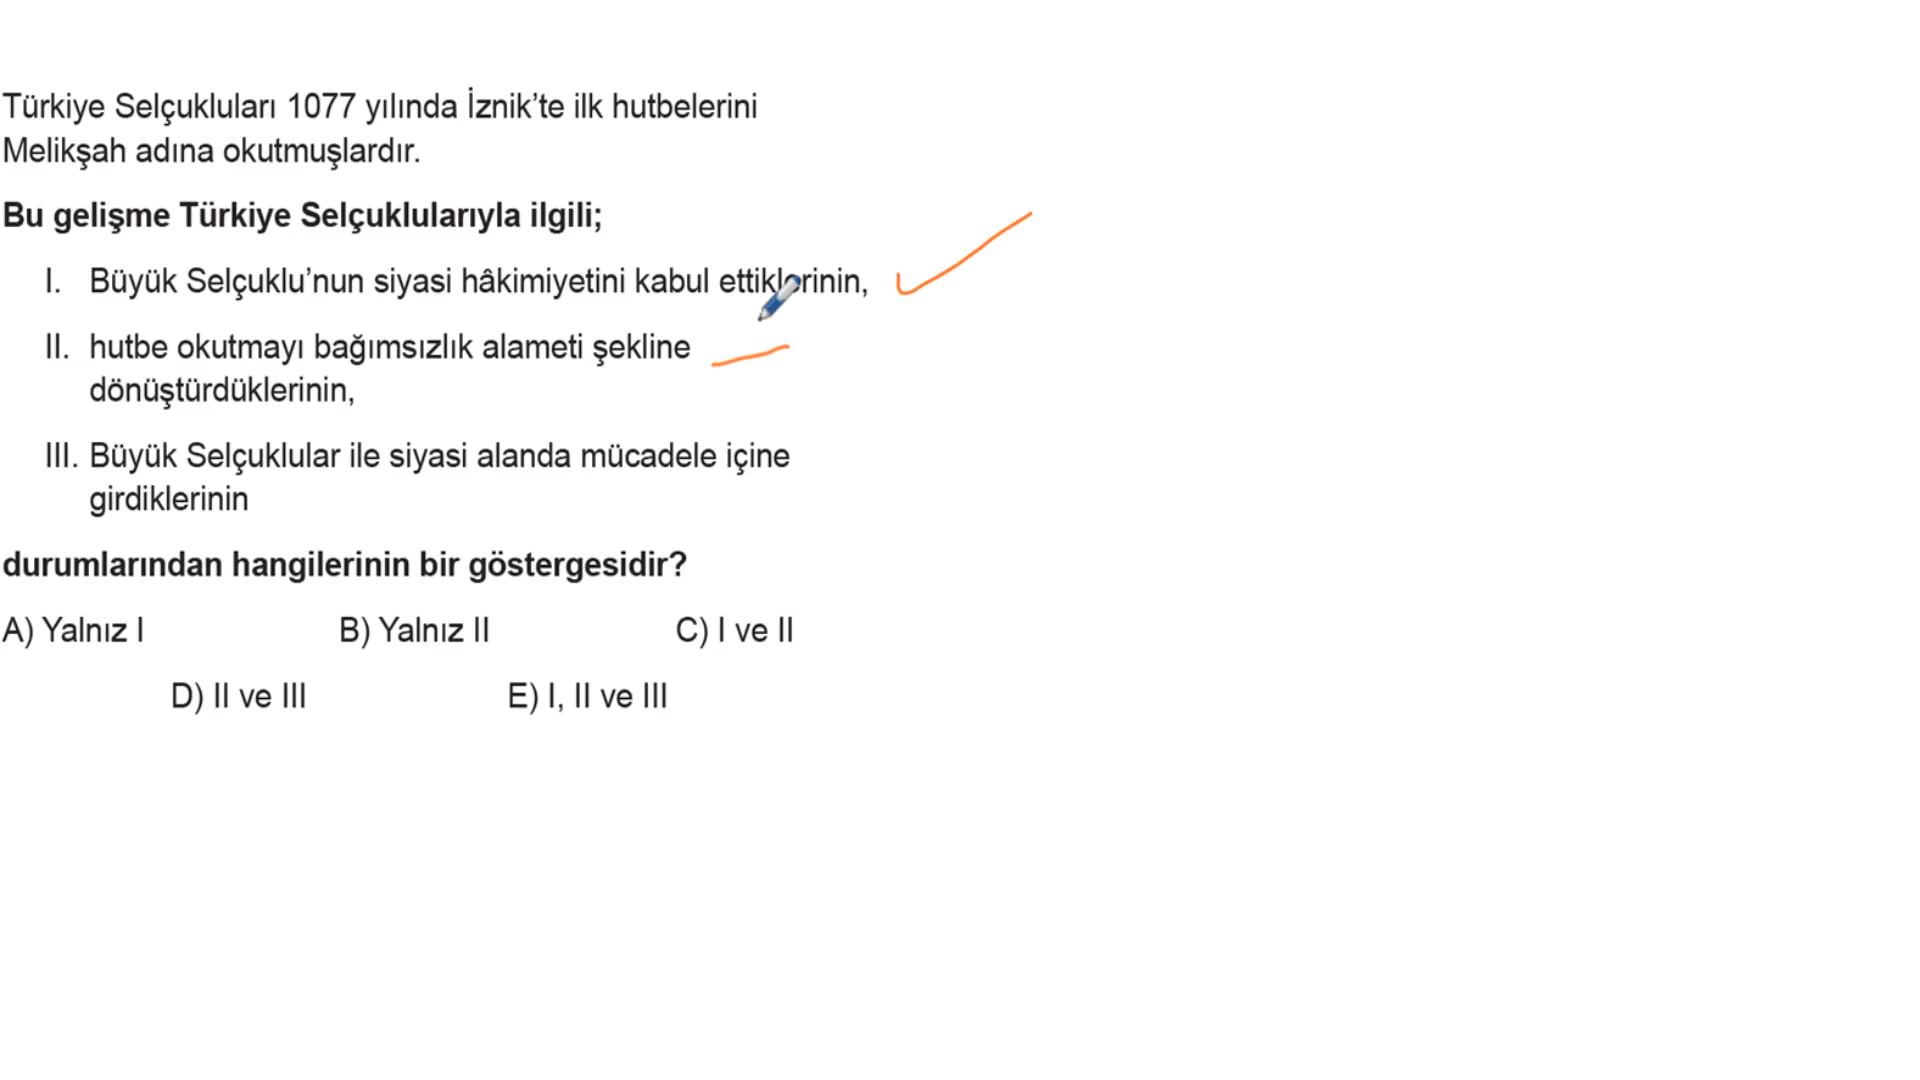 Türkiye Selçukluları 1077 yılında İznik’te ilk hutbelerini
Melikşah adına okutmuşlardır.
Bu gelişme Türkiye Selçuklularıyla ilgili;
I. Büyük Selçuklu’nun siyasi hâkimiyetini kabul ettiklerinin,
II. hutbe okutmayı bağımsızlık alameti şekline
dönüştürdüklerinin,
III. Büyük Selçuklular ile siyasi alanda mücadele içine
girdiklerinin
durumlarından hangilerinin bir göstergesidir?
A) Yalnız I B) Yalnız II C) I ve II
D) II ve III E) I, II ve III